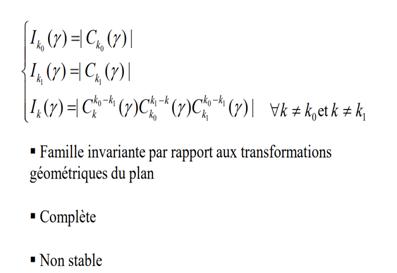 I_{k_0}(γ)=|C_{k_0}(γ)|
I_{k_1}(γ)=|C_{k_1}(γ)|
I_k(γ)=|C_k^{k_0-k_1}(γ)C_{k_0}^{k_1-k}(γ)C_{k_1}^{k_0-k_1}(γ)| ∀k ≠ k_0 et k ≠ k_1
▪ Famille invariante par rapport aux transformations
géométriques du plan
▪ Complète
▪ Non stable